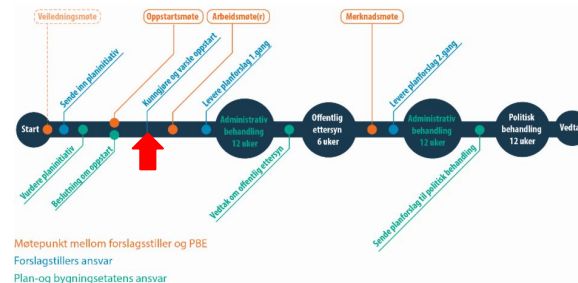 Veiledningsmøte
Oppstartsmøte
Arbeidsmøte(r)
Merknadsmøte
Sende inn planinitiativ
Kunngjøre og varsle oppstart
Levere planforslag 1.gang
Levere planforslag 2.gang
Start
Administrativ
behandling
12 uker
Offentlig
ettersyn
6 uker
Administrativ
behandling
12 uker
Politisk
behandling
12 uker
Vedta
Vurdere planinitiativ
Beslutning om oppstart
Vedtak om offentlig ettersyn
Sende planforslag til politisk behandling
Møtepunkt mellom forslagsstiller og PBE
Forslagstillers ansvar
Plan-og bygningsetatens ansvar